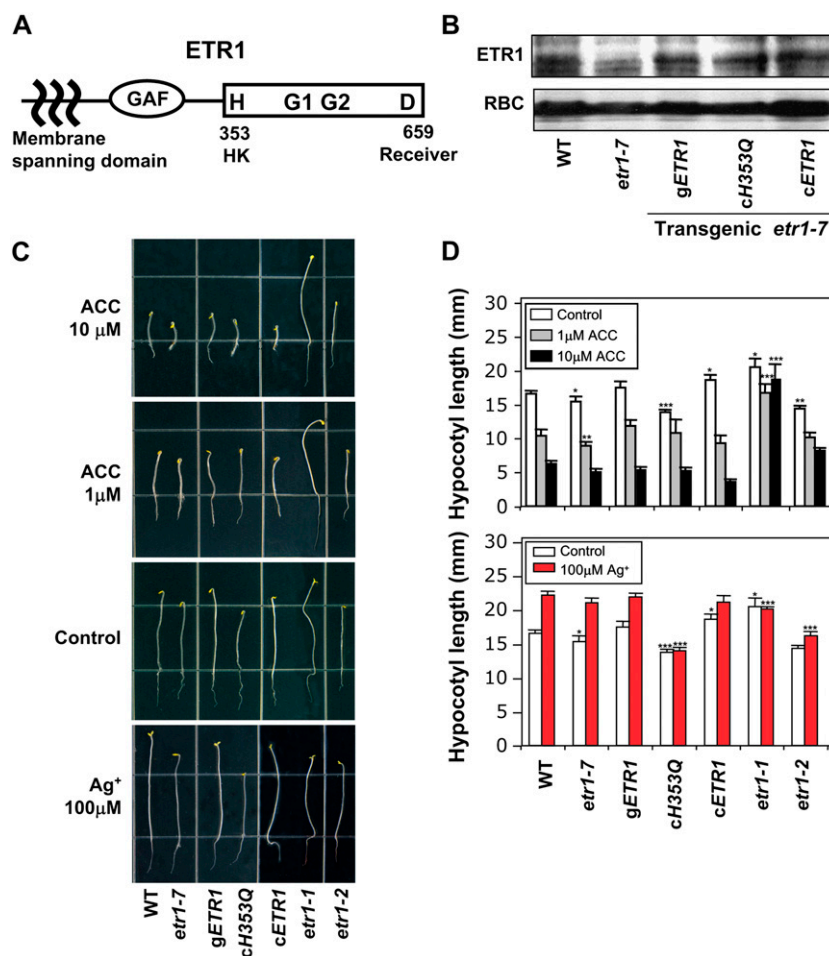 A
ETR1
GAF
H G1 G2 D
353 659
Membrane HK Receiver
spanning domain
B
ETR1
RBC
WT etr1-7 gETR1 cH353Q cETR1
Transgenic etr1-7
C
ACC
10 µM
ACC
1µM
Control
Ag+
100µM
WT etr1-7 gETR1 cH353Q cETR1 etr1-1 etr1-2
D
Hypocotyl length (mm)
30
25
20
15
10
5
0
Control
1µM ACC
10µM ACC
* ** *** * * *** *** **
Hypocotyl length (mm)
30
25
20
15
10
5
0
Control
100µM Ag+
* *** *** * * *** ***
WT etr1-7 gETR1 cH353Q cETR1 etr1-1 etr1-2